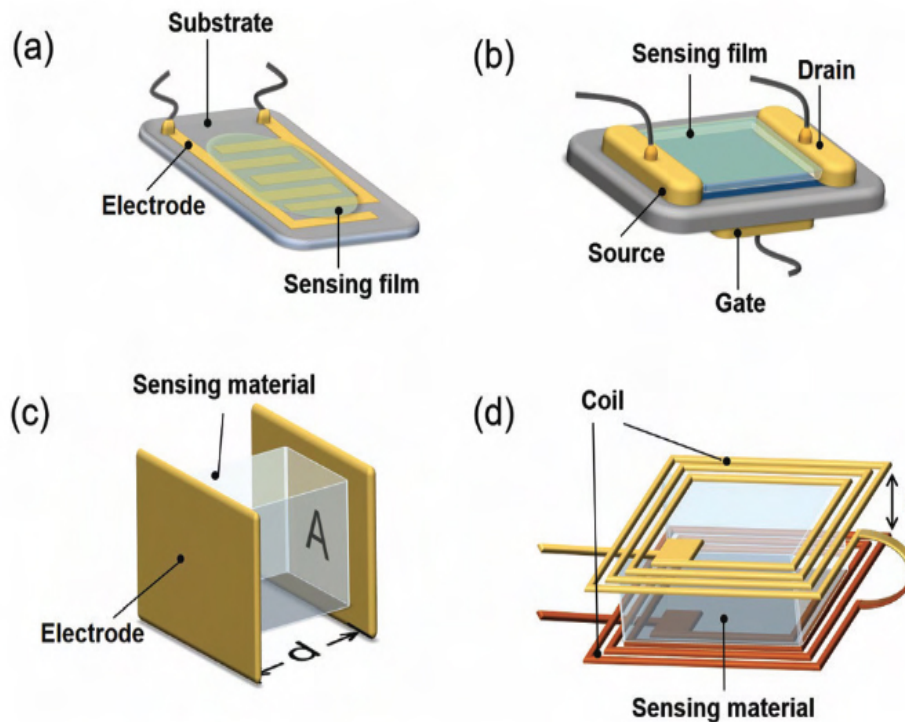 (a)
Substrate
Electrode
Sensing film
(b)
Sensing film
Drain
Source
Gate
(c)
Sensing material
A
Electrode
d
(d)
Coil
Sensing material